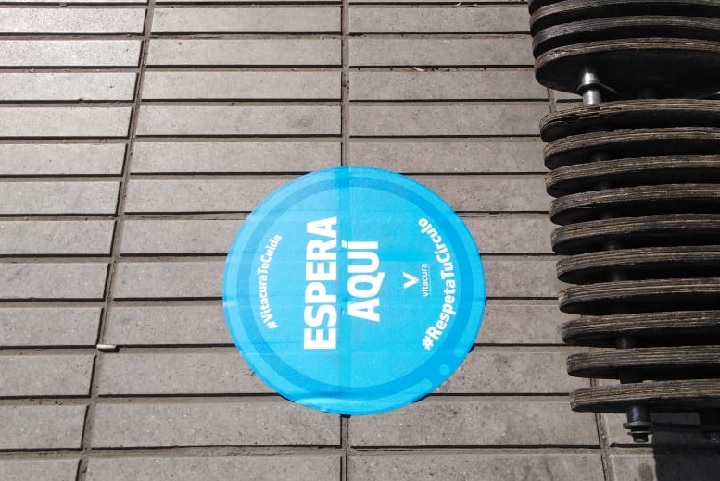 #VitacuraTeCuida
ESPERA
AQUÍ
vitacura
#RespetaTuCírculo